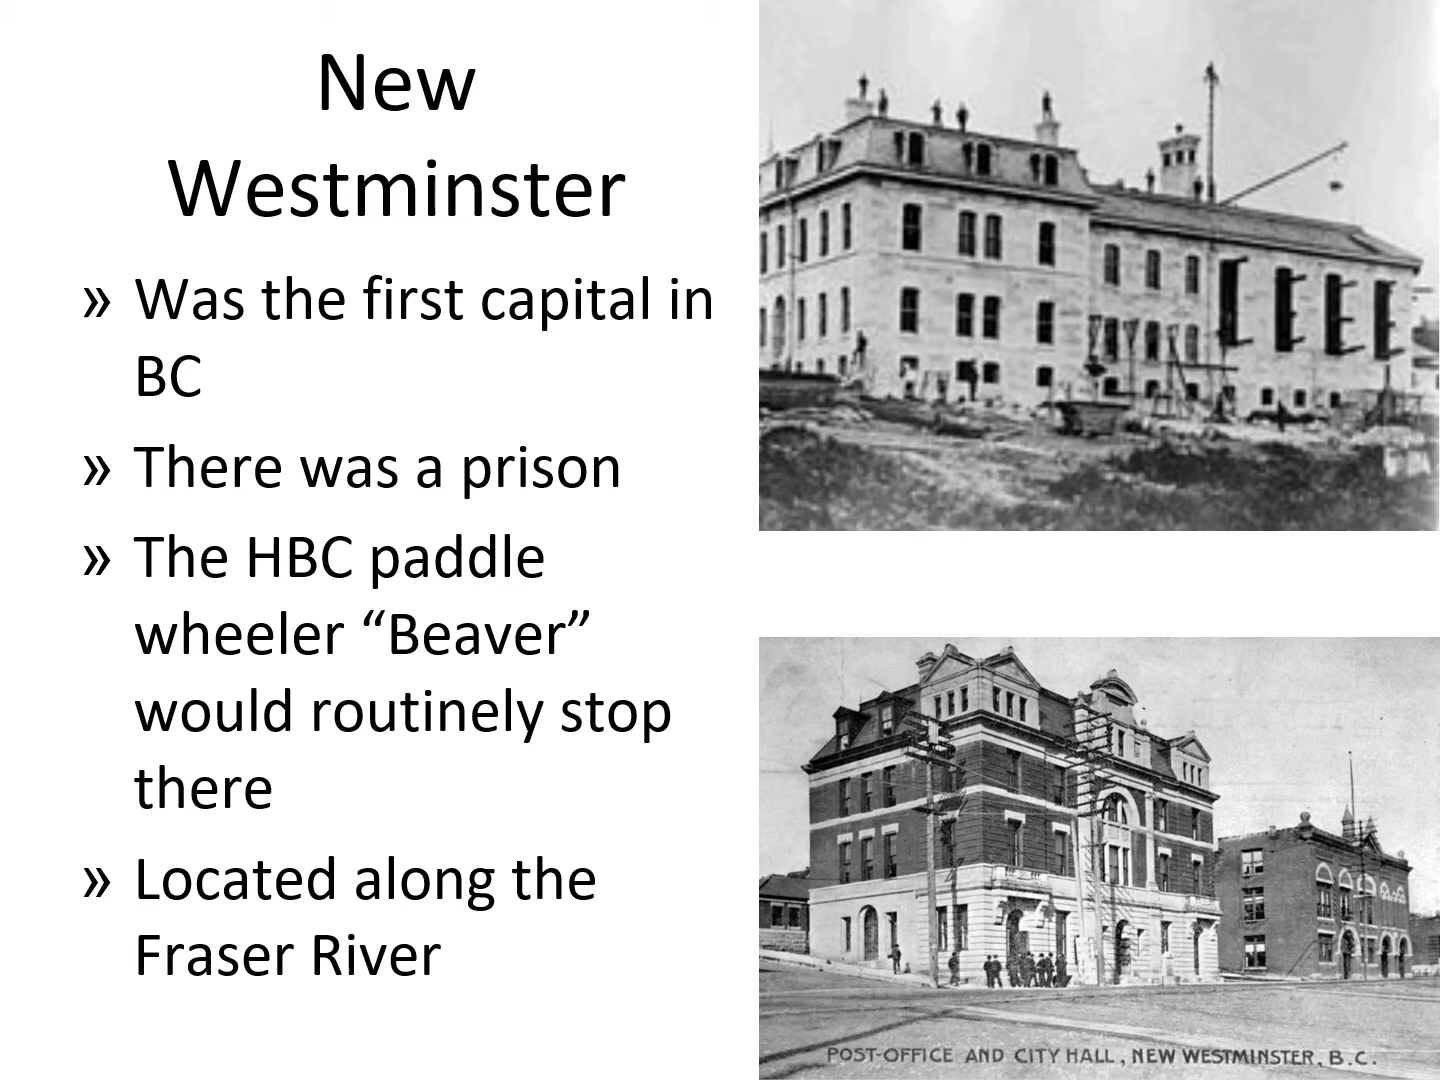 New
Westminster
» Was the first capital in
BC
» There was a prison
» The HBC paddle
wheeler “Beaver”
would routinely stop
there
» Located along the
Fraser River
POST-OFFICE AND CITY HALL, NEW WESTMINSTER, B.C.